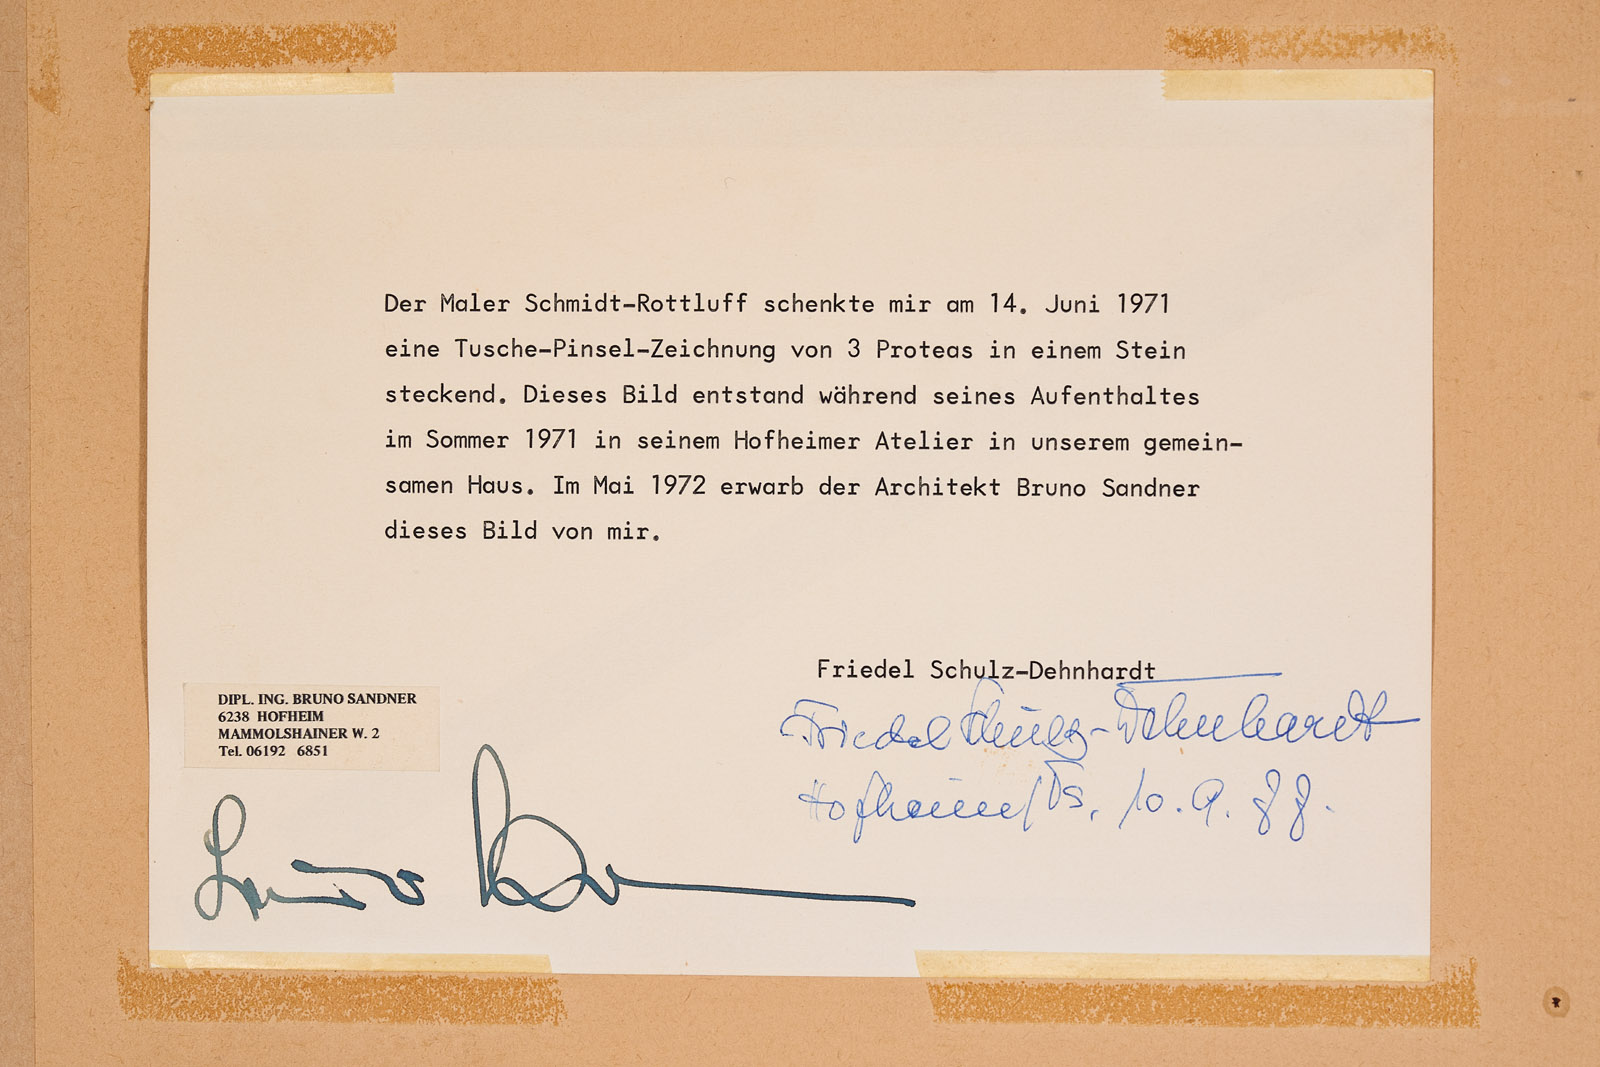 Der Maler Schmidt-Rottluff schenkte mir am 14. Juni 1971
eine Tusche-Pinsel-Zeichnung von 3 Proteas in einem Stein
steckend. Dieses Bild entstand während seines Aufenthaltes
im Sommer 1971 in seinem Hofheimer Atelier in unserem gemein-
samen Haus. Im Mai 1972 erwarb der Architekt Bruno Sandner
dieses Bild von mir.
Friedel Schulz-Dehnhardt
Friedel Schulz-Dehnhardt
Hofheim/Ts, 10.9.88.
DIPL. ING. BRUNO SANDNER
6238 HOFHEIM
MAMMOLSHAINER W. 2
Tel. 06192 6851